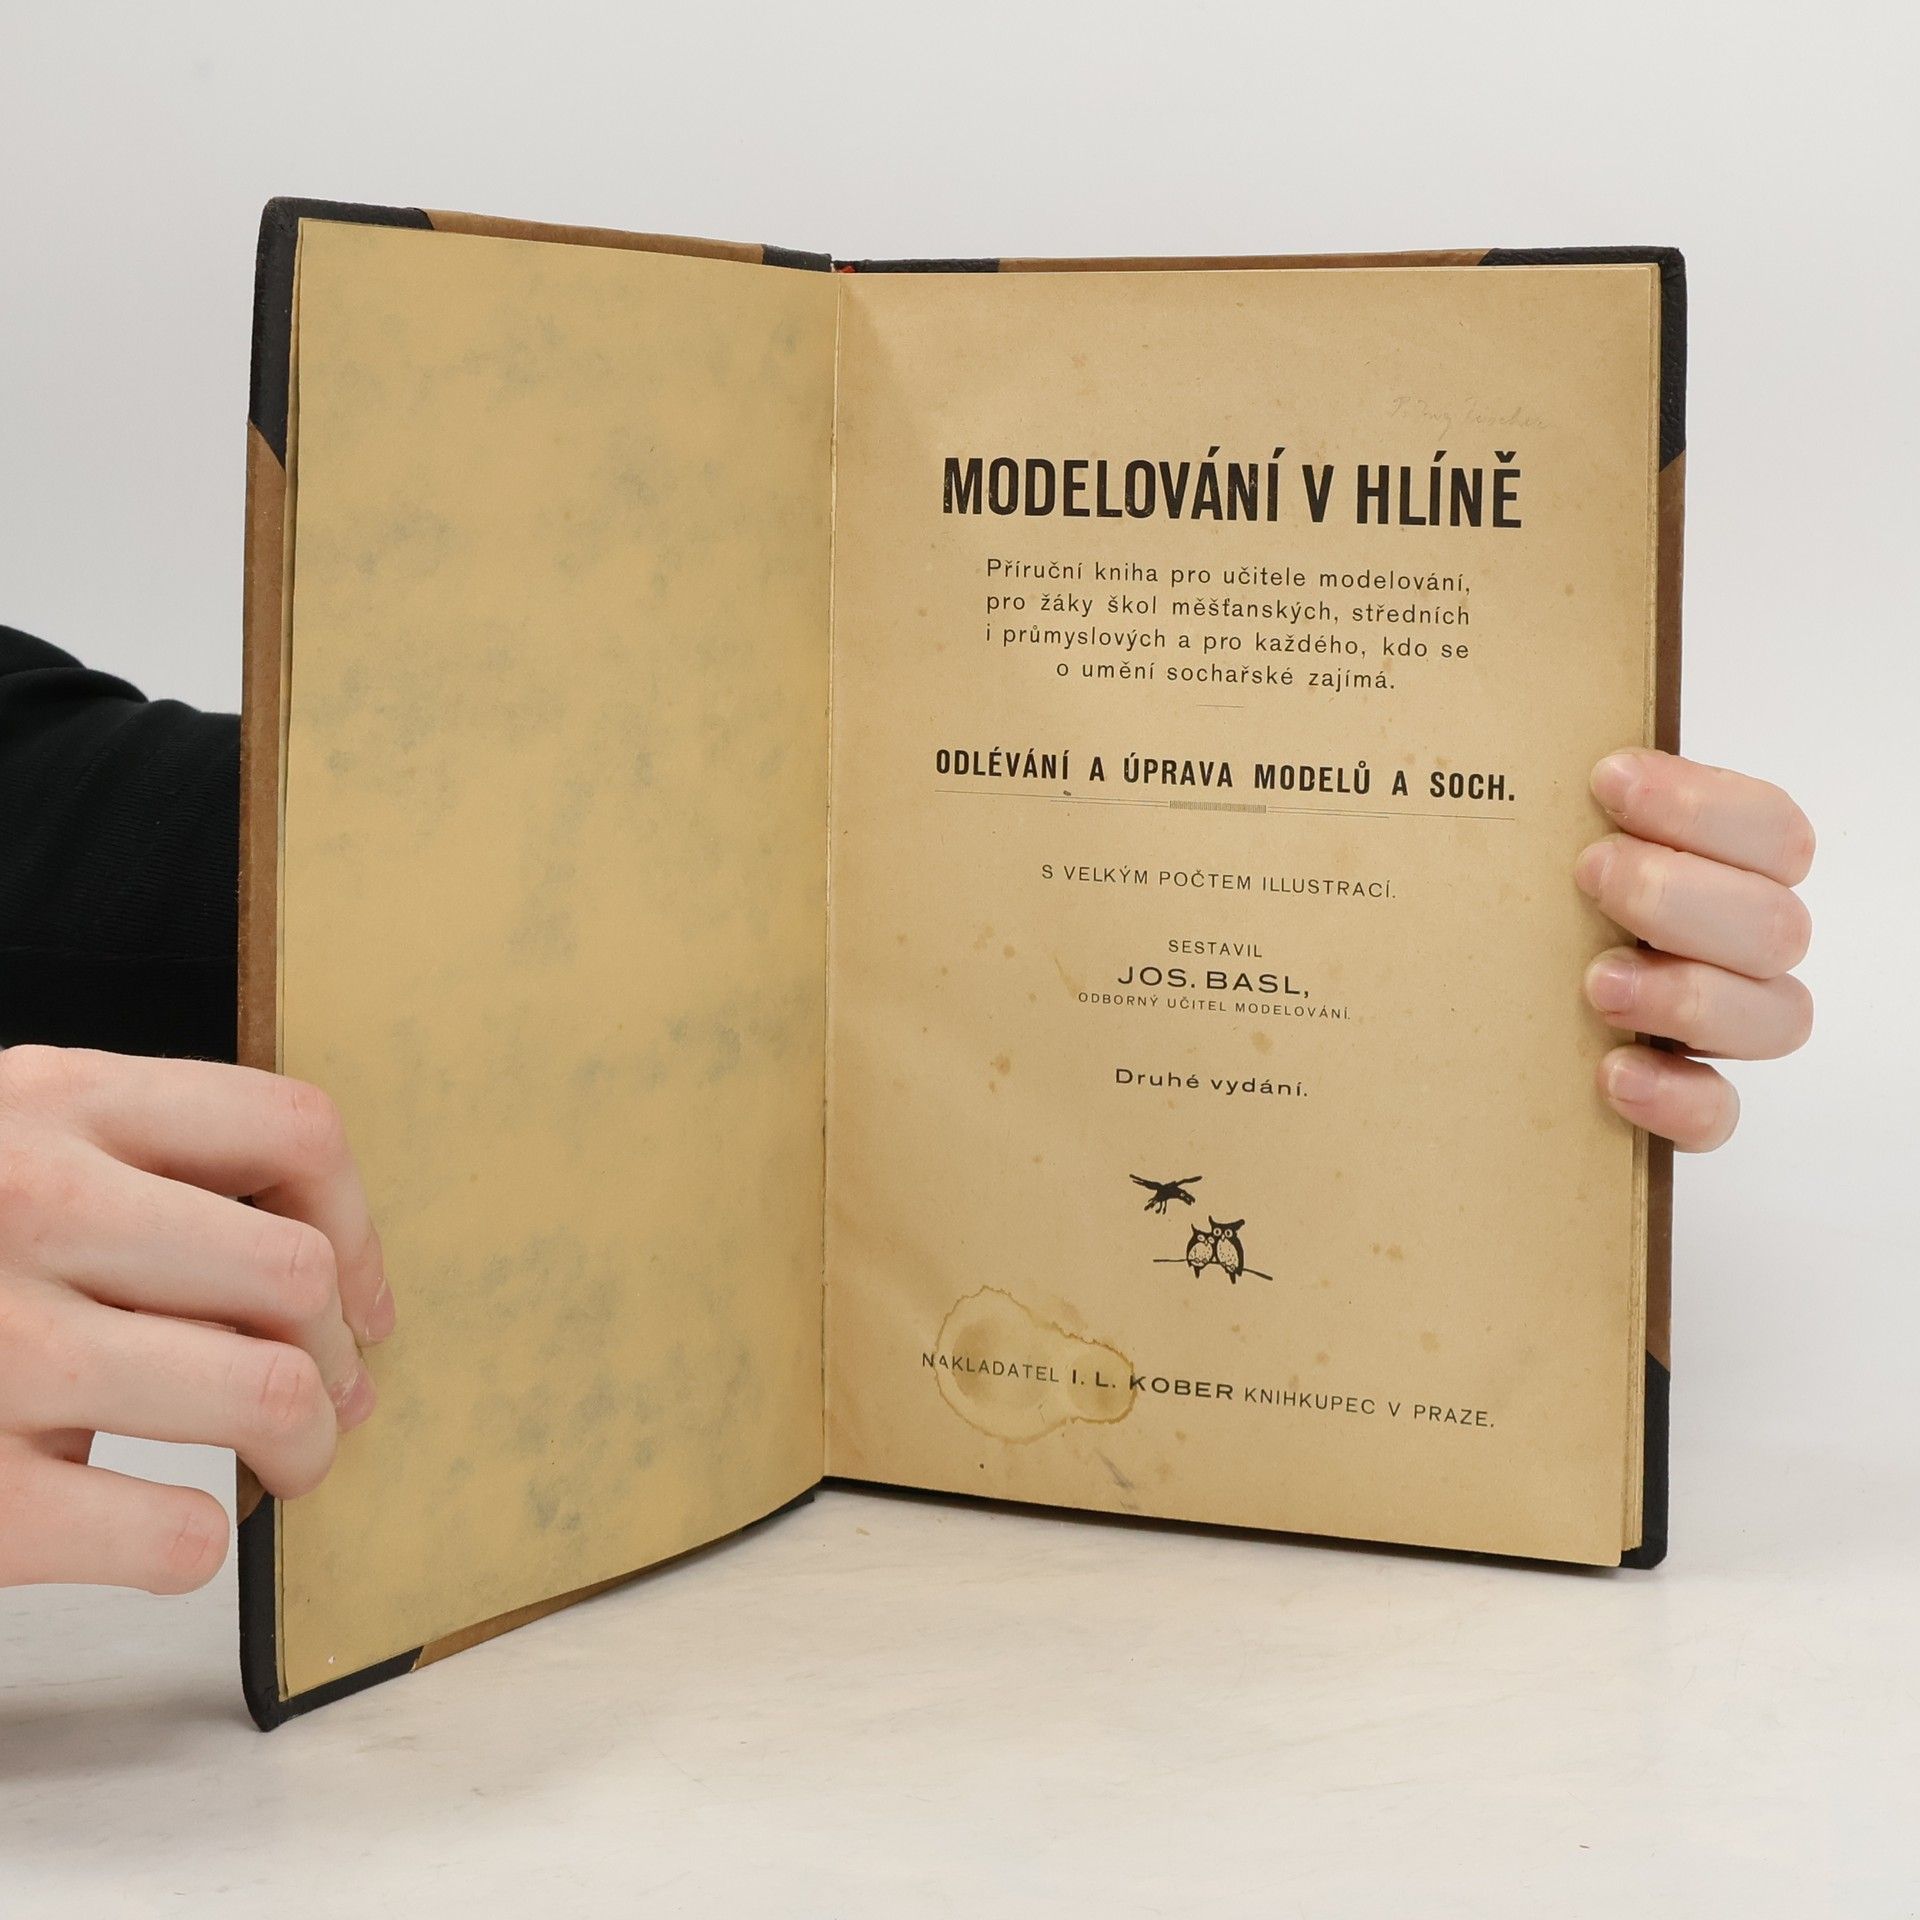 MODELOVÁNÍ V HLÍNĚ
Příruční kniha pro učitele modelování,
pro žáky škol měšťanských, středních
i průmyslových a pro každého, kdo se
o umění sochařské zajímá.
ODLÉVÁNÍ A ÚPRAVA MODELŮ A SOCH.
S VELKÝM POČTEM ILLUSTRACÍ.
SESTAVIL
JOS. BASL,
ODBORNÝ UČITEL MODELOVÁNÍ.
Druhé vydání.
NAKLADATEL I. L. KOBER KNIHKUPEC V PRAZE.